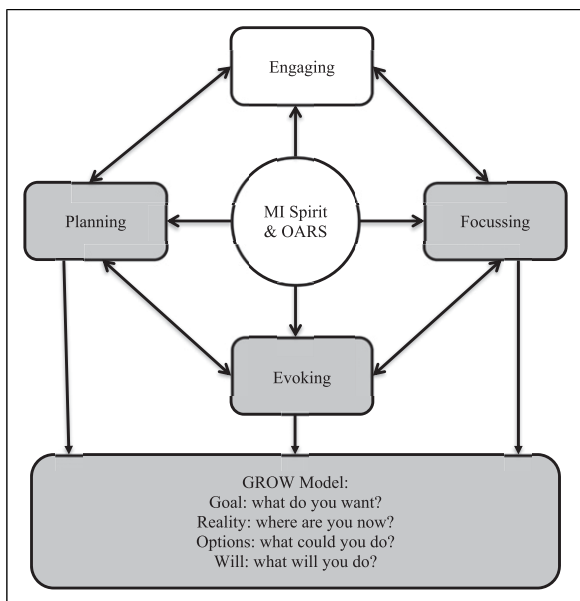 Engaging
Planning
MI Spirit
& OARS
Focussing
Evoking
GROW Model:
Goal: what do you want?
Reality: where are you now?
Options: what could you do?
Will: what will you do?